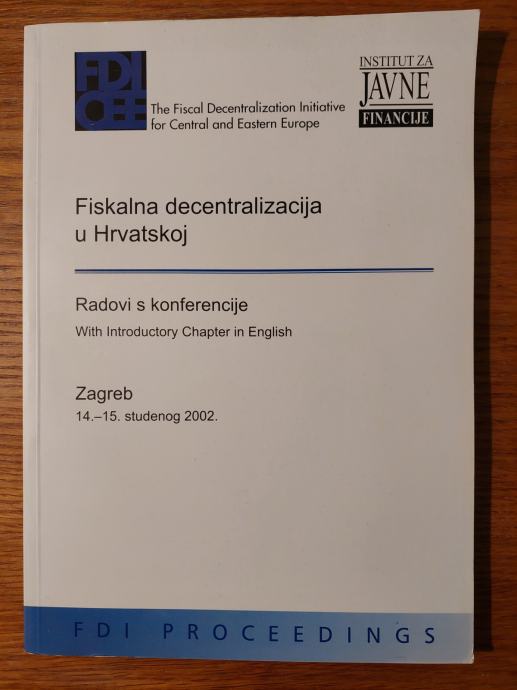 FDI
CEE
The Fiscal Decentralization Initiative
for Central and Eastern Europe
INSTITUT ZA
JAVNE
FINANCIJE
Fiskalna decentralizacija
u Hrvatskoj
Radovi s konferencije
With Introductory Chapter in English
Zagreb
14.–15. studenog 2002.
FDI PROCEEDINGS